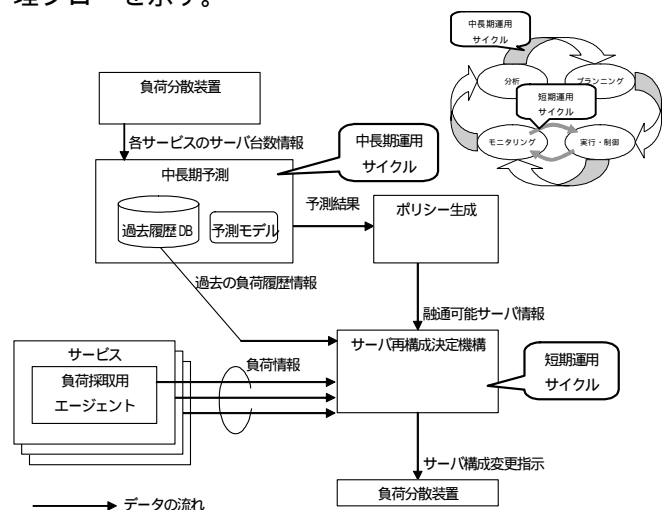 理フローを示す。
中長期運用
サイクル
分析
プランニング
短期運用
サイクル
モニタリング
実行・制御
負荷分散装置
各サービスのサーバ台数情報
中長期運用
サイクル
中長期予測
過去履歴DB
予測モデル
予測結果
ポリシー生成
過去の負荷履歴情報
融通可能サーバ情報
サーバ再構成決定機構
サービス
負荷採取用
エージェント
負荷情報
短期運用
サイクル
サーバ構成変更指示
負荷分散装置
データの流れ